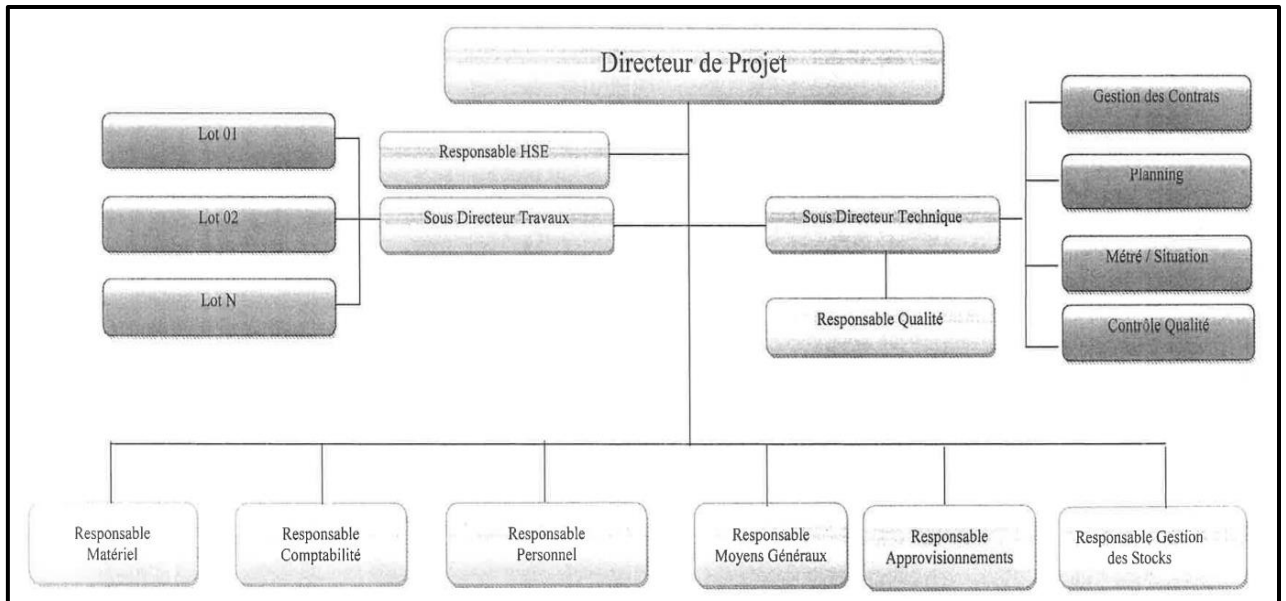 Directeur de Projet
Gestion des Contrats
Lot 01
Responsable HSE
Planning
Lot 02
Sous Directeur Travaux
Sous Directeur Technique
Métré / Situation
Lot N
Responsable Qualité
Contrôle Qualité
Responsable
Matériel
Responsable
Comptabilité
Responsable
Personnel
Responsable
Moyens Généraux
Responsable
Approvisionnements
Responsable Gestion
des Stocks